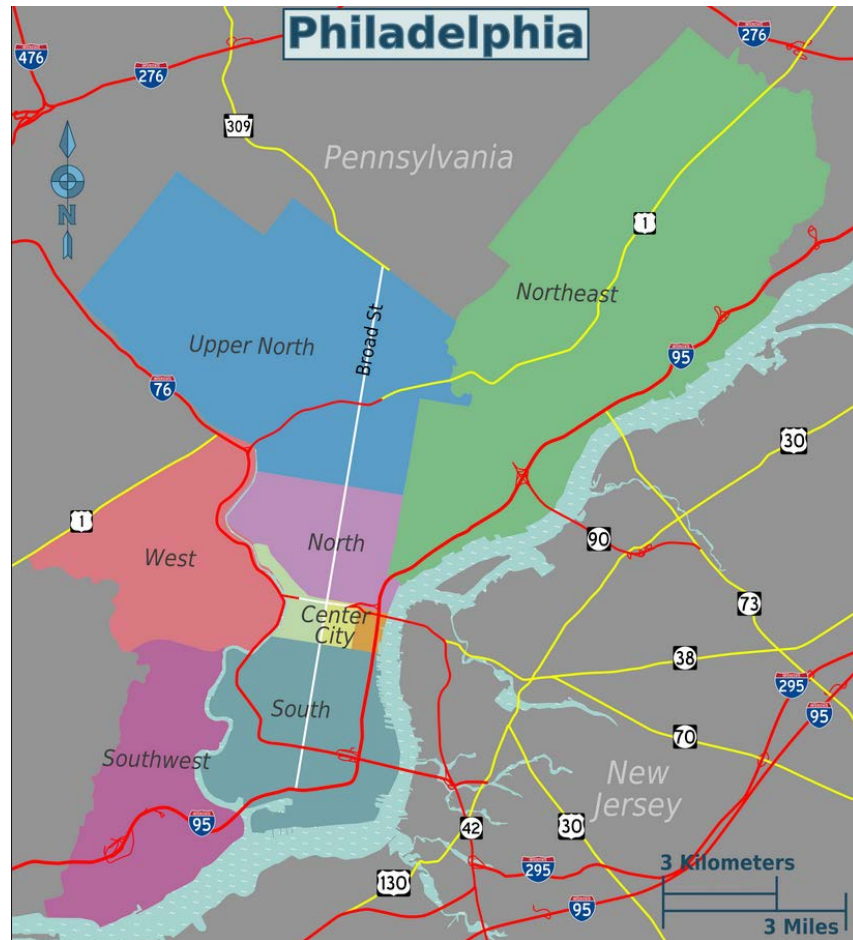 Philadelphia
476
276
276
309
Pennsylvania
N
1
Northeast
Broad St
Upper North
95
76
30
1
West
North
90
Center
City
73
38
295
95
South
70
Southwest
New
Jersey
95
42
30
3 Kilometers
295
130
95
3 Miles